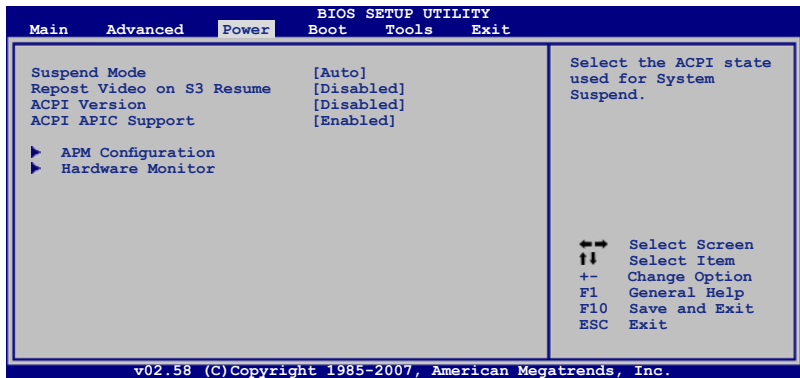 BIOS SETUP UTILITY
Main Advanced Power Boot Tools Exit
Suspend Mode [Auto]
Repost Video on S3 Resume [Disabled]
ACPI Version [Disabled]
ACPI APIC Support [Enabled]
APM Configuration
Hardware Monitor
Select the ACPI state
used for System
Suspend.
Select Screen
Select Item
+- Change Option
F1 General Help
F10 Save and Exit
ESC Exit
v02.58 (C)Copyright 1985-2007, American Megatrends, Inc.